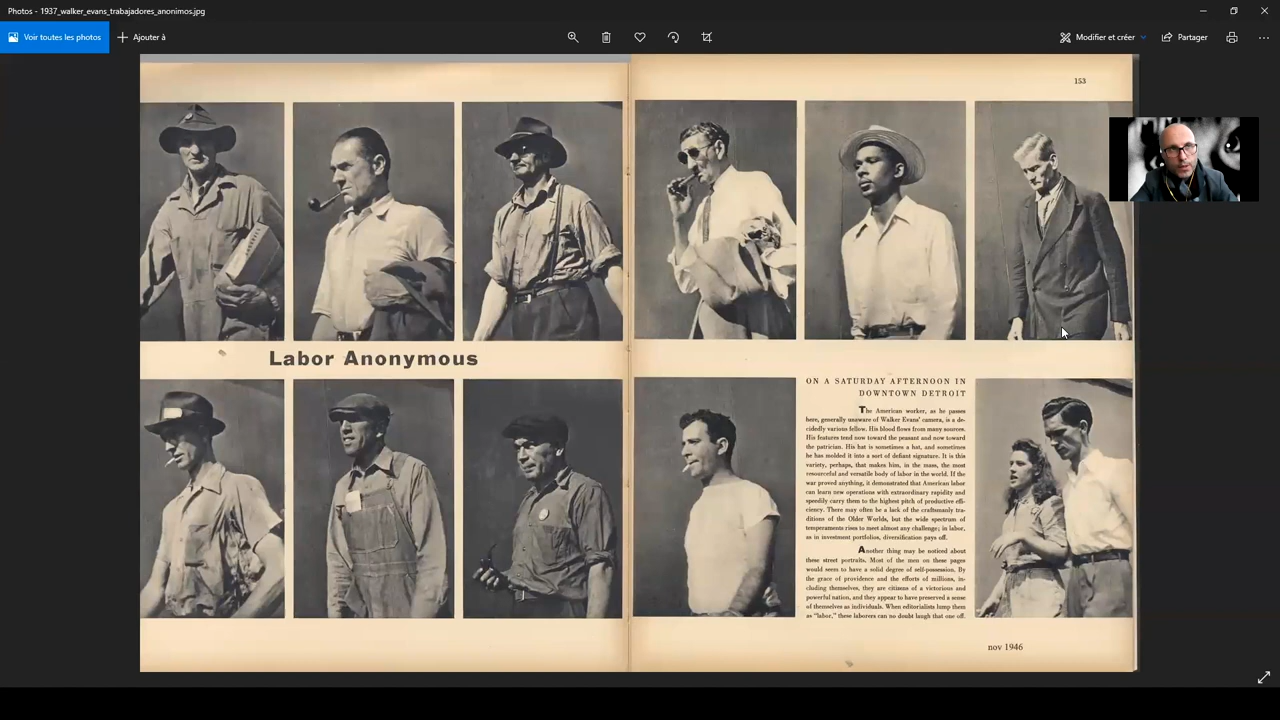 Photos - 1937_walker_evans_trabajadores_anonimos.jpg
Voir toutes les photos
Ajouter à
Modifier et créer
Partager
153
Labor Anonymous
ON A SATURDAY AFTERNOON IN
DOWNTOWN DETROIT
The American worker, as he passes
here, generally unaware of Walker Evans' camera, is a de-
cidedly various fellow. His blood flows from many sources.
His features tend now toward the peasant and now toward
the patrician. His hat is sometimes a hat, and sometimes
he has molded it into a sort of defiant signature. It is this
variety, perhaps, that makes him, in the mass, the most
resourceful and versatile body of labor in the world. If the
war proved anything, it demonstrated that American labor
can learn new operations with extraordinary rapidity and
speedily carry them to the highest pitch of productive effi-
ciency. There may often be a lack of the craftsmanly tra-
ditions of the Older Worlds, but the wide spectrum of
temperaments rises to meet almost any challenge; in labor,
as in investment portfolios, diversification pays off.
Another thing may be noticed about
these street portraits. Most of the men on these pages
would seem to have a solid degree of self-possession. By
the grace of providence and the efforts of millions, in-
cluding themselves, they are citizens of a victorious and
powerful nation, and they appear to have preserved a sense
of themselves as individuals. When editorialists lump them
as "labor," these laborers can no doubt laugh that one off.
nov 1946